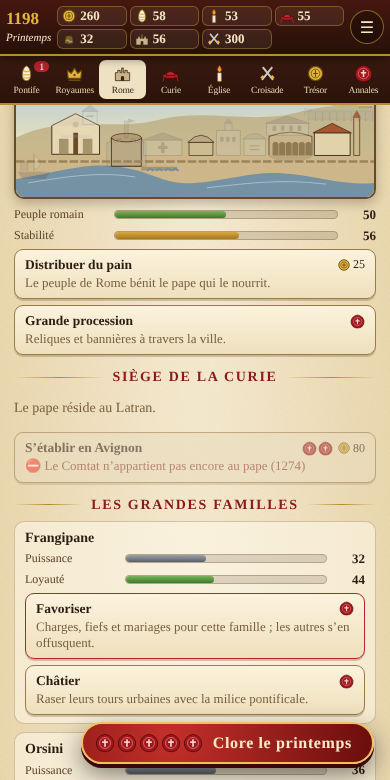 1198
Printemps
260
58
53
55
32
56
300
1
Pontife
Royaumes
Rome
Curie
Église
Croisade
Trésor
Annales
Peuple romain
50
Stabilité
56
Distribuer du pain
25
Le peuple de Rome bénit le pape qui le nourrit.
Grande procession
Reliques et bannières à travers la ville.
SIÈGE DE LA CURIE
Le pape réside au Latran.
S’établir en Avignon
80
Le Comtat n’appartient pas encore au pape (1274)
LES GRANDES FAMILLES
Frangipane
Puissance
32
Loyauté
44
Favoriser
Charges, fiefs et mariages pour cette famille ; les autres s’en
offusquent.
Châtier
Raser leurs tours urbaines avec la milice pontificale.
Orsini
Clore le printemps
Puissance
36